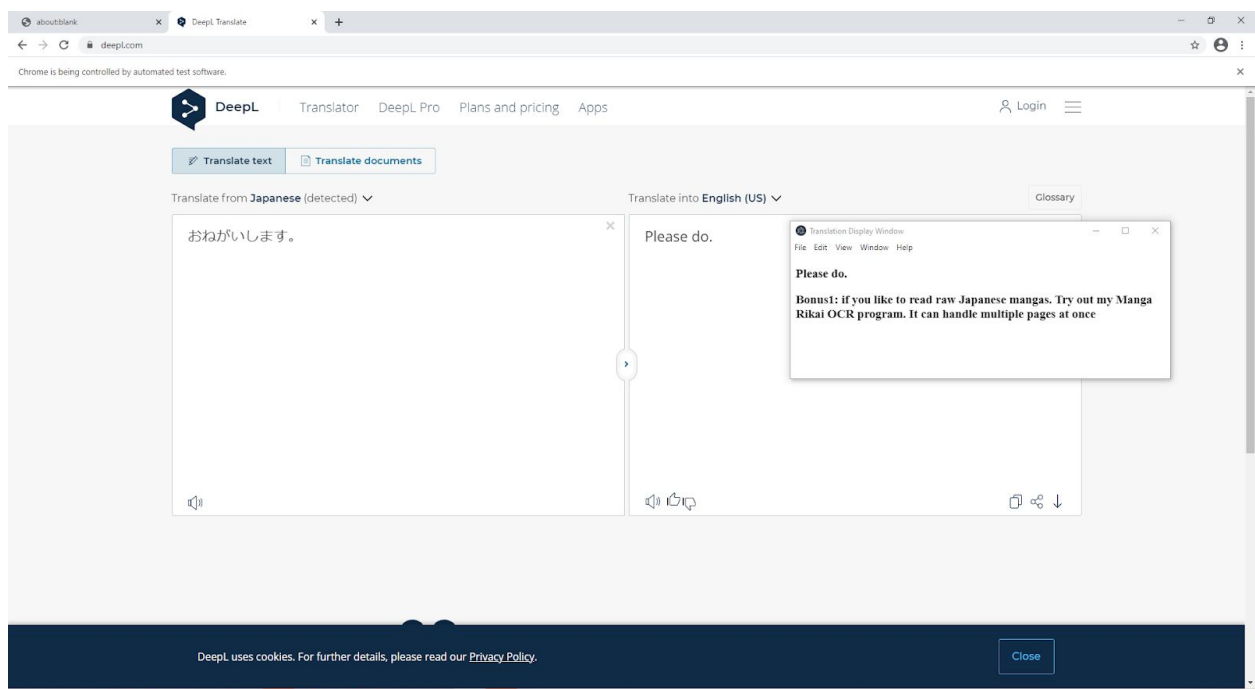 about:blank
DeepL Translate
deepl.com
Chrome is being controlled by automated test software.
DeepL
Translator
DeepL Pro
Plans and pricing
Apps
Login
Translate text
Translate documents
Translate from Japanese (detected)
Translate into English (US)
Glossary
おねがいします。
Please do.
Translation Display Window
File Edit View Window Help
Please do.
Bonus1: if you like to read raw Japanese mangas. Try out my Manga
Rikai OCR program. It can handle multiple pages at once
DeepL uses cookies. For further details, please read our Privacy Policy.
Close